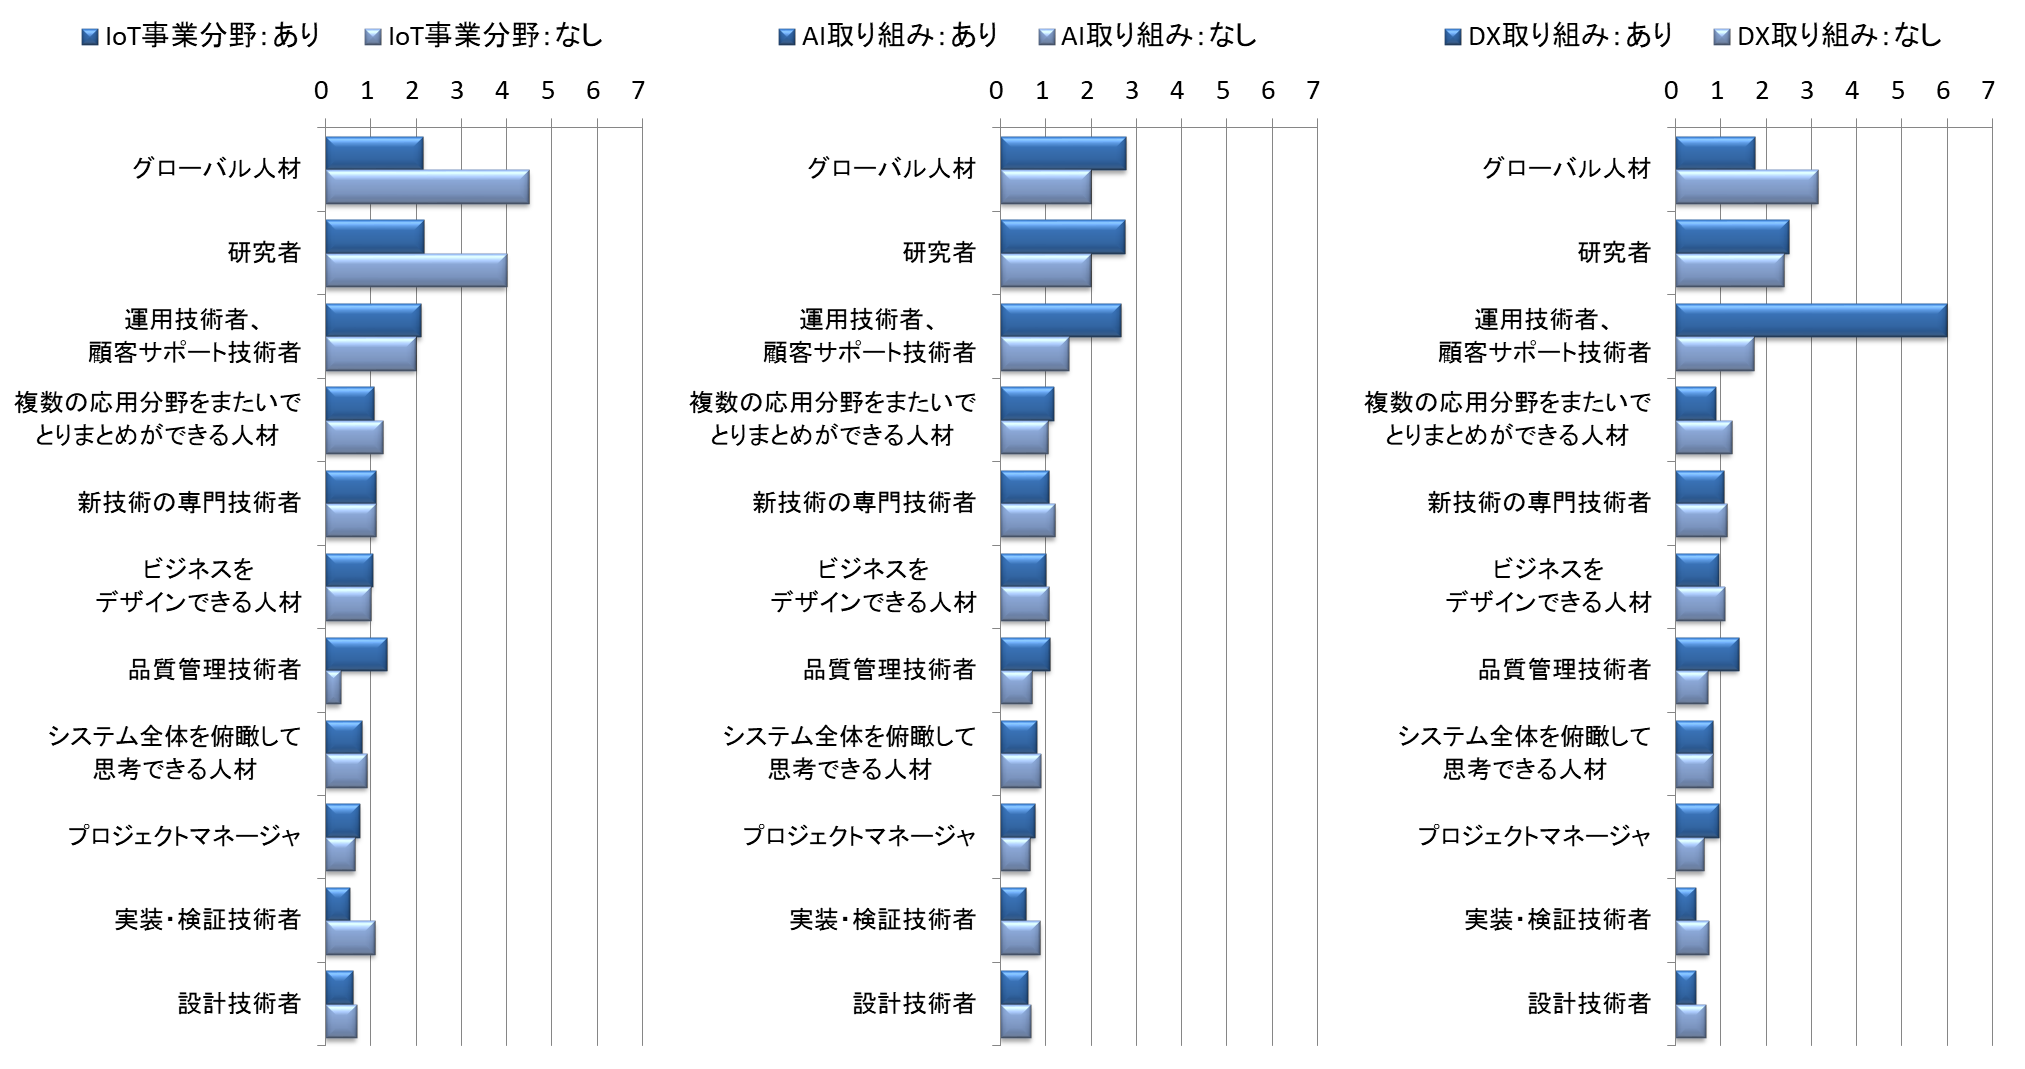 IoT事業分野：あり IoT事業分野：なし
0 1 2 3 4 5 6 7
グローバル人材
研究者
運用技術者、
顧客サポート技術者
複数の応用分野をまたいで
とりまとめができる人材
新技術の専門技術者
ビジネスを
デザインできる人材
品質管理技術者
システム全体を俯瞰して
思考できる人材
プロジェクトマネージャ
実装・検証技術者
設計技術者
AI取り組み：あり AI取り組み：なし
0 1 2 3 4 5 6 7
グローバル人材
研究者
運用技術者、
顧客サポート技術者
複数の応用分野をまたいで
とりまとめができる人材
新技術の専門技術者
ビジネスを
デザインできる人材
品質管理技術者
システム全体を俯瞰して
思考できる人材
プロジェクトマネージャ
実装・検証技術者
設計技術者
DX取り組み：あり DX取り組み：なし
0 1 2 3 4 5 6 7
グローバル人材
研究者
運用技術者、
顧客サポート技術者
複数の応用分野をまたいで
とりまとめができる人材
新技術の専門技術者
ビジネスを
デザインできる人材
品質管理技術者
システム全体を俯瞰して
思考できる人材
プロジェクトマネージャ
実装・検証技術者
設計技術者